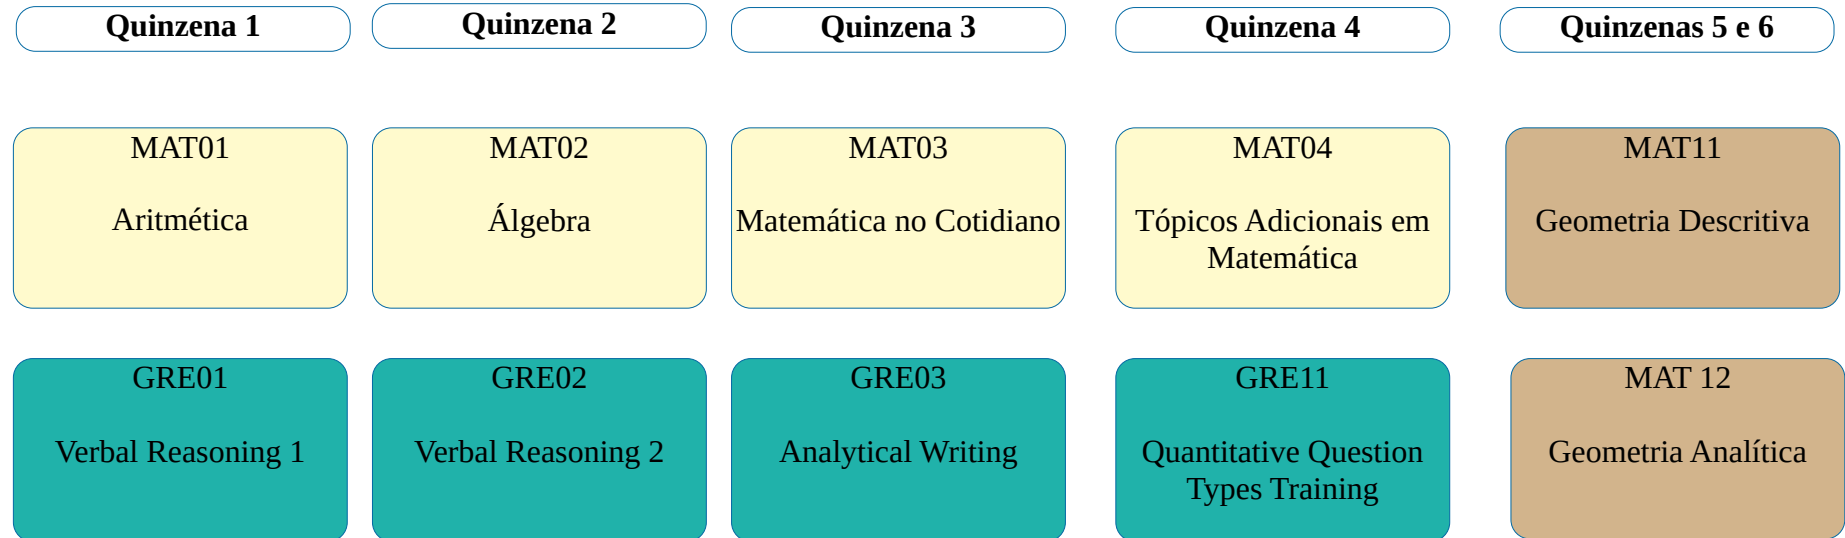 Quinzena 1
Quinzena 2
Quinzena 3
Quinzena 4
Quinzenas 5 e 6
MAT01
Aritmética
MAT02
Álgebra
MAT03
Matemática no Cotidiano
MAT04
Tópicos Adicionais em
Matemática
MAT11
Geometria Descritiva
GRE01
Verbal Reasoning 1
GRE02
Verbal Reasoning 2
GRE03
Analytical Writing
GRE11
Quantitative Question
Types Training
MAT 12
Geometria Analítica